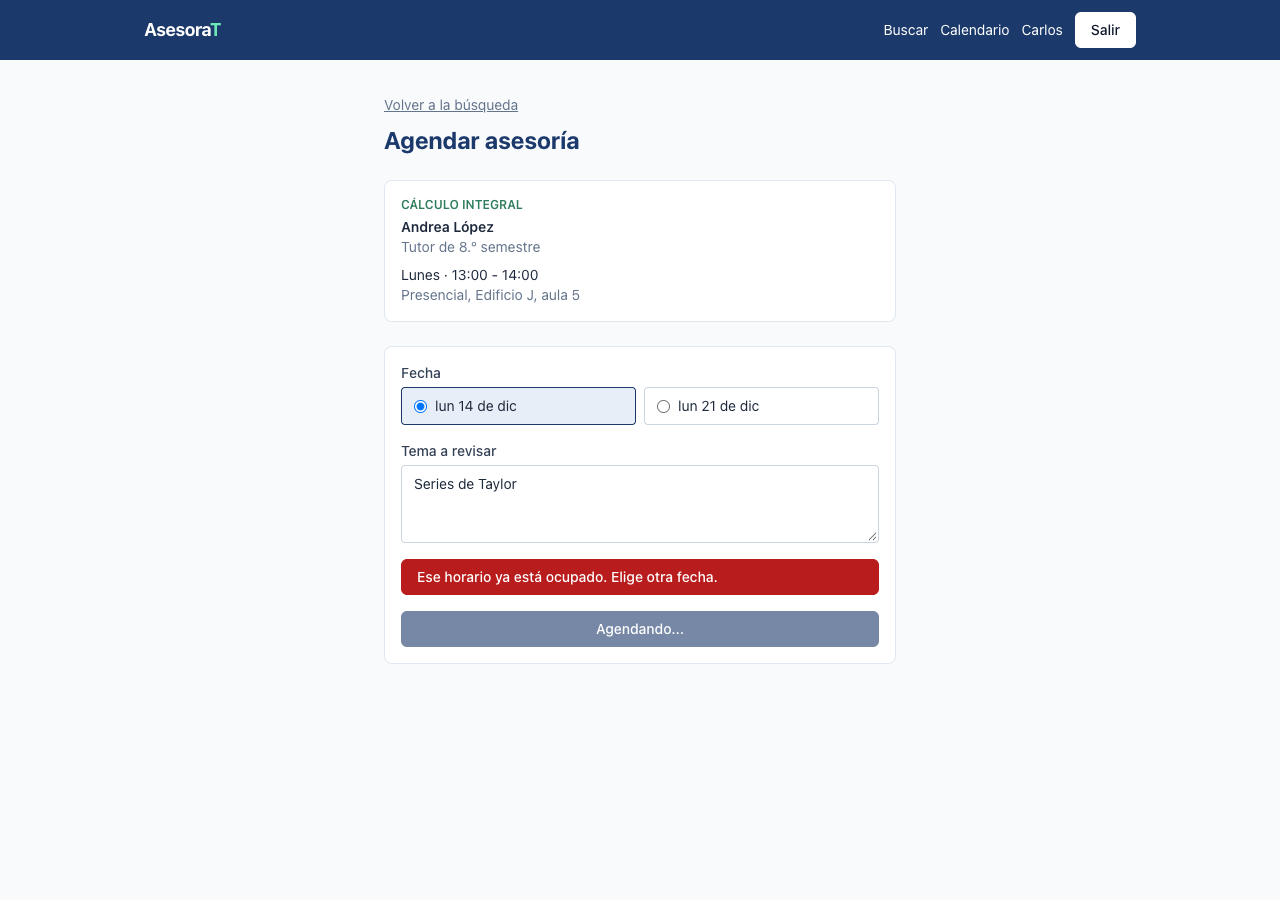 AsesoraT
Buscar Calendario Carlos Salir
Volver a la búsqueda
Agendar asesoría
CÁLCULO INTEGRAL
Andrea López
Tutor de 8.° semestre
Lunes · 13:00 - 14:00
Presencial, Edificio J, aula 5
Fecha
lun 14 de dic
lun 21 de dic
Tema a revisar
Series de Taylor
Ese horario ya está ocupado. Elige otra fecha.
Agendando...